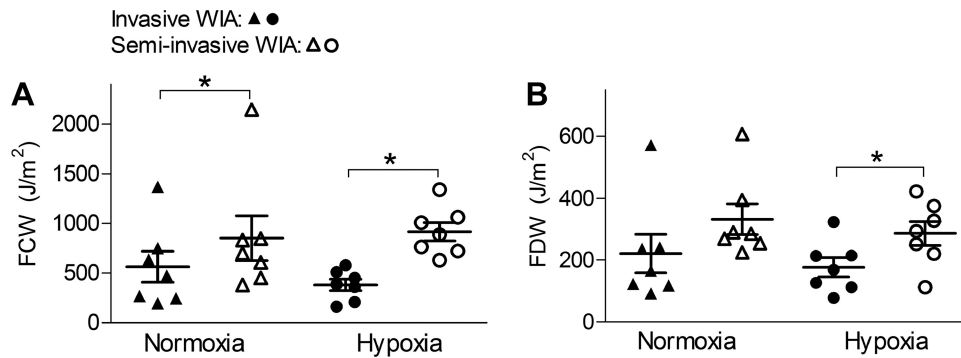 Invasive WIA: ▲●
Semi-invasive WIA: △○
A
FCW (J/m²)
2000
1500
1000
500
0
*
*
Normoxia
Hypoxia
B
FDW (J/m²)
600
400
200
0
*
Normoxia
Hypoxia